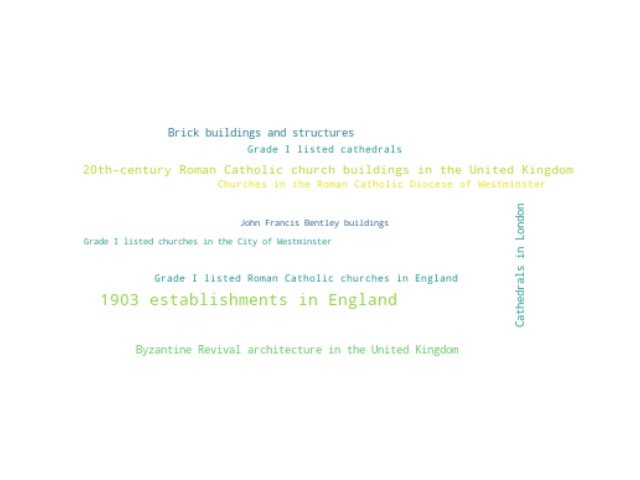 Brick buildings and structures
Grade I listed cathedrals
20th-century Roman Catholic church buildings in the United Kingdom
Churches in the Roman Catholic Diocese of Westminster
Cathedrals in London
John Francis Bentley buildings
Grade I listed churches in the City of Westminster
Grade I listed Roman Catholic churches in England
1903 establishments in England
Byzantine Revival architecture in the United Kingdom